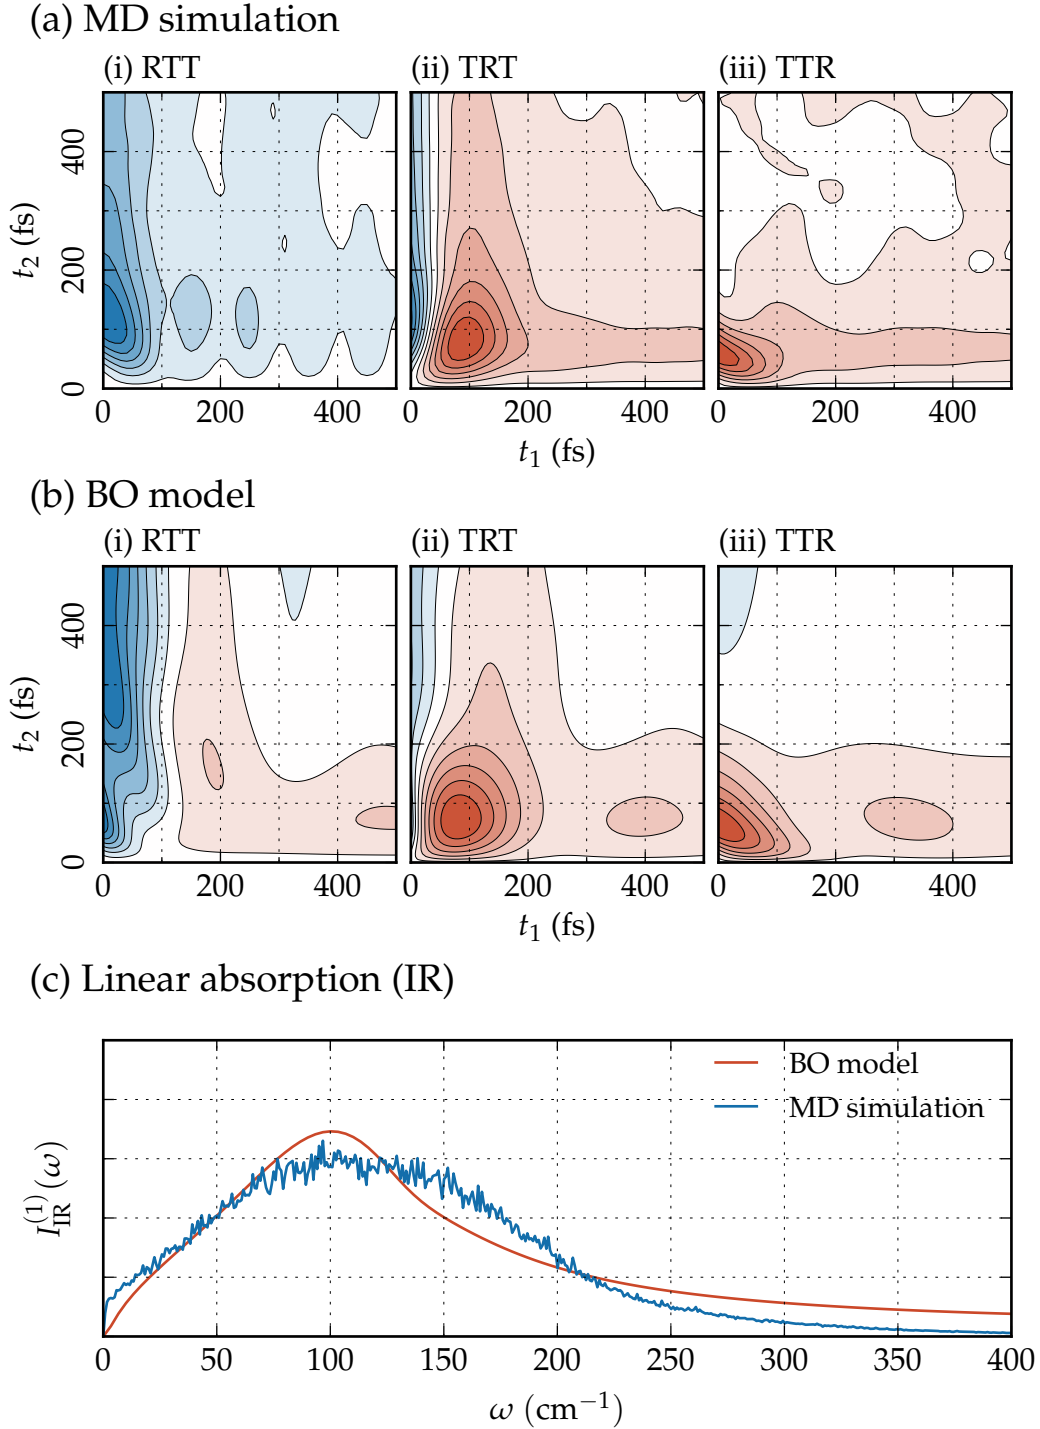 (a) MD simulation
(i) RTT
(ii) TRT
(iii) TTR
t₂ (fs)
0
200
400
0
200
400
0
200
400
0
200
400
t₁ (fs)
(b) BO model
(i) RTT
(ii) TRT
(iii) TTR
t₂ (fs)
0
200
400
0
200
400
0
200
400
0
200
400
t₁ (fs)
(c) Linear absorption (IR)
I_IR^(1)(ω)
BO model
MD simulation
0
50
100
150
200
250
300
350
400
ω (cm⁻¹)